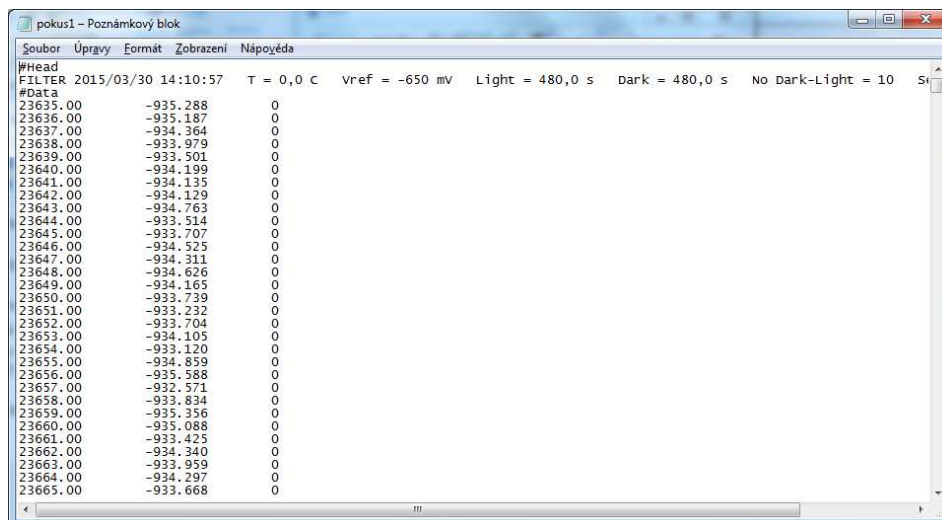 pokus1 – Poznámkový blok
Soubor Úpravy Formát Zobrazení Nápověda
#Head
FILTER 2015/03/30 14:10:57 T = 0,0 C Vref = -650 mV Light = 480,0 s Dark = 480,0 s No Dark-Light = 10
#Data
23635.00 -935.288 0
23636.00 -935.187 0
23637.00 -934.364 0
23638.00 -933.979 0
23639.00 -933.501 0
23640.00 -934.199 0
23641.00 -934.135 0
23642.00 -934.129 0
23643.00 -934.763 0
23644.00 -933.514 0
23645.00 -933.707 0
23646.00 -934.525 0
23647.00 -934.311 0
23648.00 -934.626 0
23649.00 -934.165 0
23650.00 -933.739 0
23651.00 -933.232 0
23652.00 -933.704 0
23653.00 -934.105 0
23654.00 -933.120 0
23655.00 -934.859 0
23656.00 -935.588 0
23657.00 -932.571 0
23658.00 -933.834 0
23659.00 -935.356 0
23660.00 -935.088 0
23661.00 -933.425 0
23662.00 -934.340 0
23663.00 -933.959 0
23664.00 -934.297 0
23665.00 -933.668 0